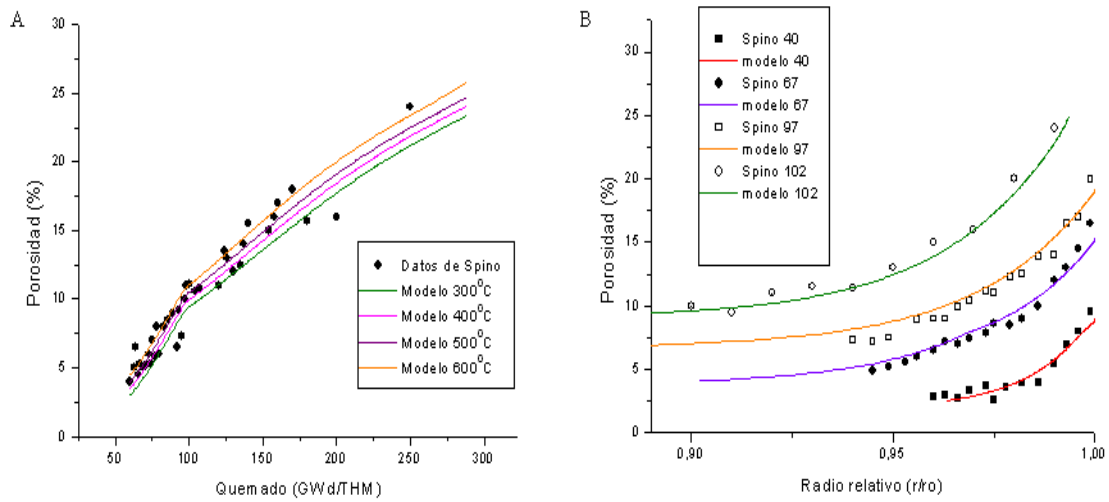 A
Porosidad (%)
30
25
20
15
10
5
0
50 100 150 200 250 300
Quemado (GWd/THM)
Datos de Spino
Modelo 300°C
Modelo 400°C
Modelo 500°C
Modelo 600°C
B
Porosidad (%)
30
25
20
15
10
5
0
0,90 0,95 1,00
Radio relativo (r/ro)
Spino 40
modelo 40
Spino 67
modelo 67
Spino 97
modelo 97
Spino 102
modelo 102